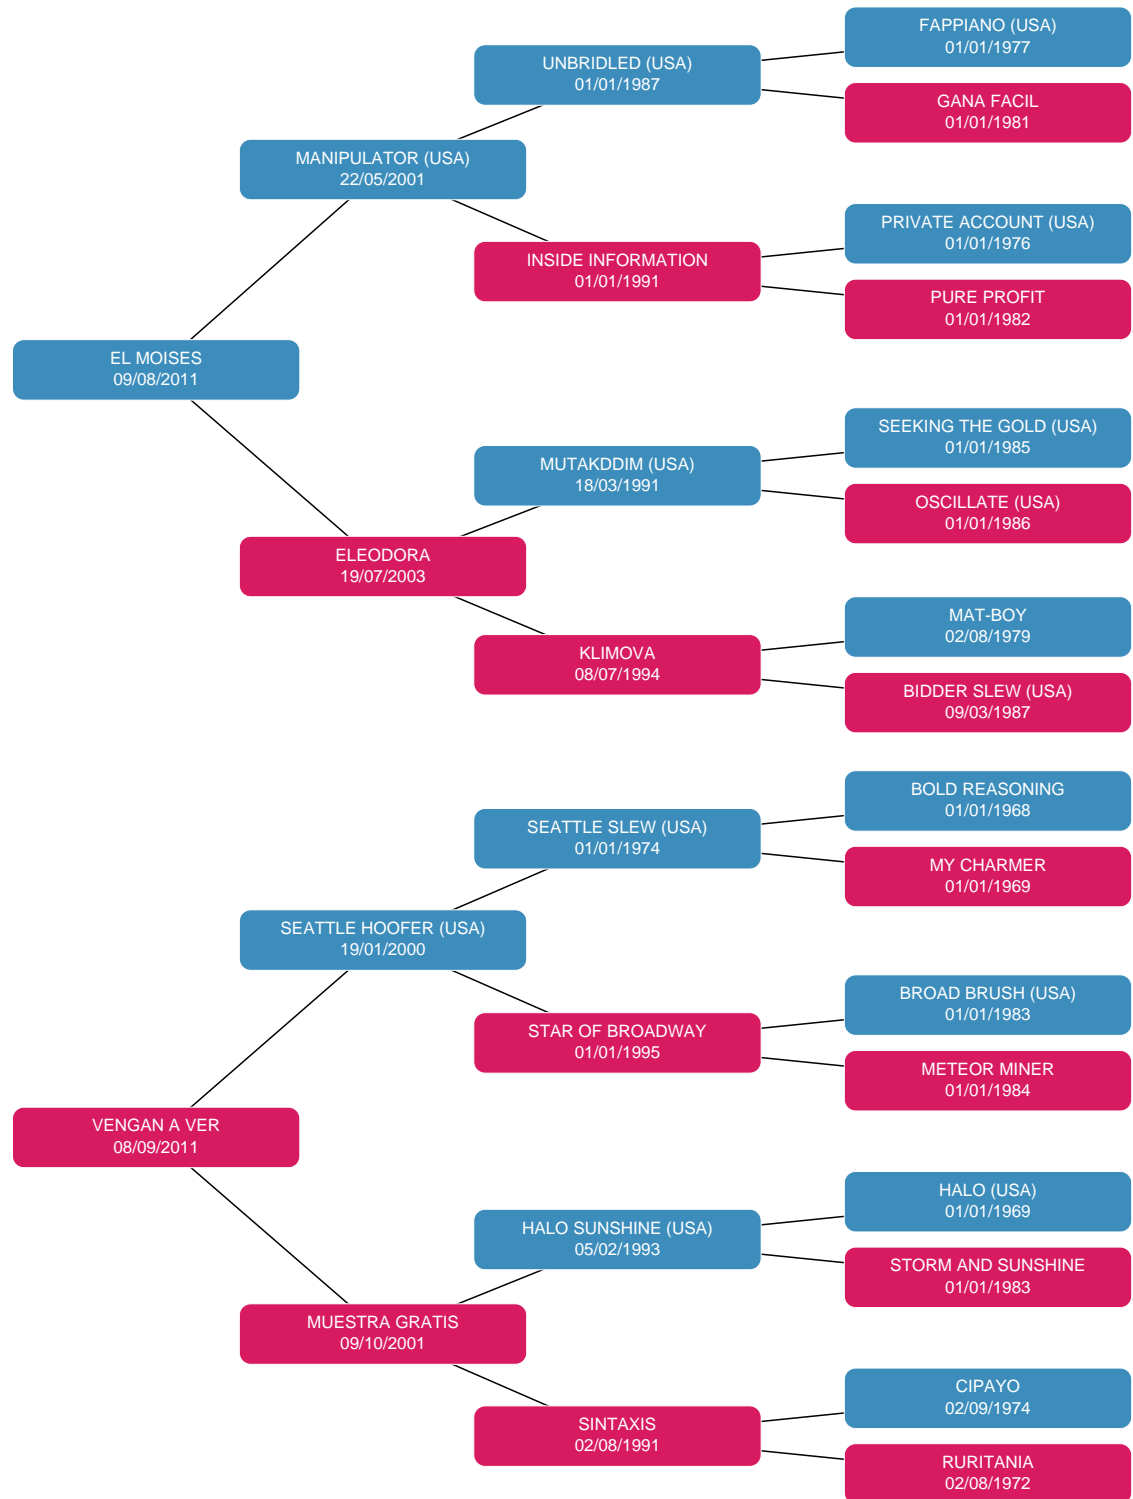 FAPPIANO (USA)
01/01/1977
UNBRIDLED (USA)
01/01/1987
GANA FACIL
01/01/1981
MANIPULATOR (USA)
22/05/2001
PRIVATE ACCOUNT (USA)
01/01/1976
INSIDE INFORMATION
01/01/1991
PURE PROFIT
01/01/1982
EL MOISES
09/08/2011
SEEKING THE GOLD (USA)
01/01/1985
MUTAKDDIM (USA)
18/03/1991
OSCILLATE (USA)
01/01/1986
ELEODORA
19/07/2003
MAT-BOY
02/08/1979
KLIMOVA
08/07/1994
BIDDER SLEW (USA)
09/03/1987
BOLD REASONING
01/01/1968
SEATTLE SLEW (USA)
01/01/1974
MY CHARMER
01/01/1969
SEATTLE HOOFER (USA)
19/01/2000
BROAD BRUSH (USA)
01/01/1983
STAR OF BROADWAY
01/01/1995
METEOR MINER
01/01/1984
VENGAN A VER
08/09/2011
HALO (USA)
01/01/1969
HALO SUNSHINE (USA)
05/02/1993
STORM AND SUNSHINE
01/01/1983
MUESTRA GRATIS
09/10/2001
CIPAYO
02/09/1974
SINTAXIS
02/08/1991
RURITANIA
02/08/1972